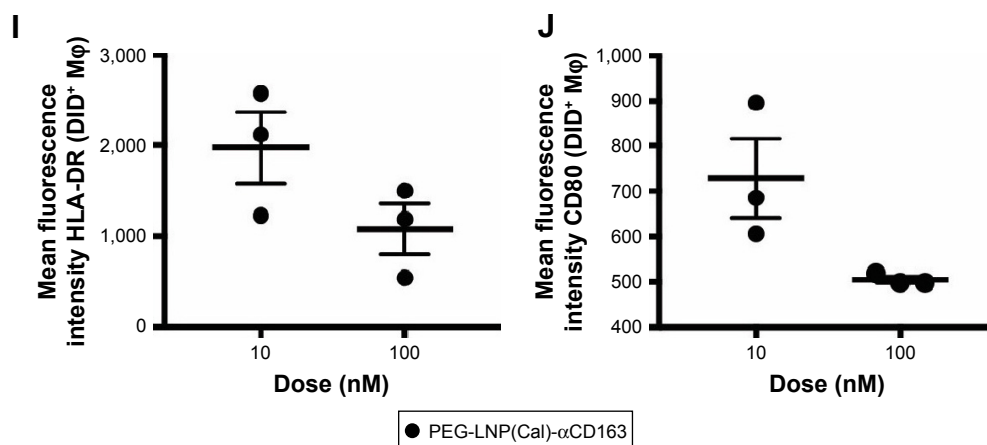 I
Mean fluorescence
intensity HLA-DR (DID⁺ Mφ)
3,000
2,000
1,000
0
10
100
Dose (nM)
J
Mean fluorescence
intensity CD80 (DID⁺ Mφ)
1,000
900
800
700
600
500
400
10
100
Dose (nM)
PEG-LNP(Cal)-αCD163